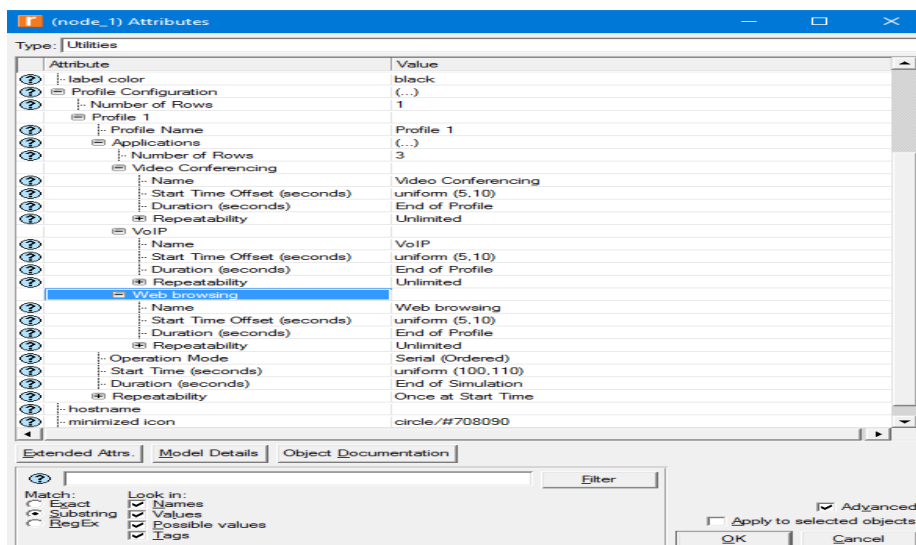 (node_1) Attributes
Type: Utilities
Attribute Value
label color black
Profile Configuration (...)
Number of Rows 1
Profile 1
Profile Name Profile 1
Applications (...)
Number of Rows 3
Video Conferencing
Name Video Conferencing
Start Time Offset (seconds) uniform (5,10)
Duration (seconds) End of Profile
Repeatability Unlimited
VoIP
Name VoIP
Start Time Offset (seconds) uniform (5,10)
Duration (seconds) End of Profile
Repeatability Unlimited
Web browsing
Name Web browsing
Start Time Offset (seconds) uniform (5,10)
Duration (seconds) End of Profile
Repeatability Unlimited
Operation Mode Serial (Ordered)
Start Time (seconds) uniform (100,110)
Duration (seconds) End of Simulation
Repeatability Once at Start Time
hostname
minimized icon circle/#708090
Extended Attrs. Model Details Object Documentation
Filter
Match: Look in:
Exact Names
Substring Values
RegEx Possible values
Tags
Advanced
Apply to selected objects
OK Cancel